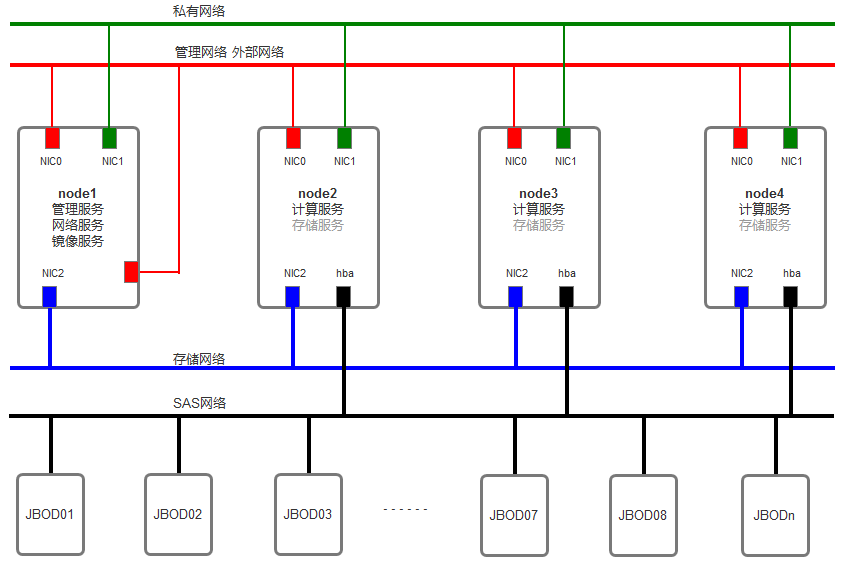 私有网络
管理网络 外部网络
NIC0 NIC1
NIC0 NIC1
NIC0 NIC1
NIC0 NIC1
node1
管理服务
网络服务
镜像服务
node2
计算服务
存储服务
node3
计算服务
存储服务
node4
计算服务
存储服务
NIC2
NIC2 hba
NIC2 hba
NIC2 hba
存储网络
SAS网络
JBOD01
JBOD02
JBOD03
- - - - - -
JBOD07
JBOD08
JBODn